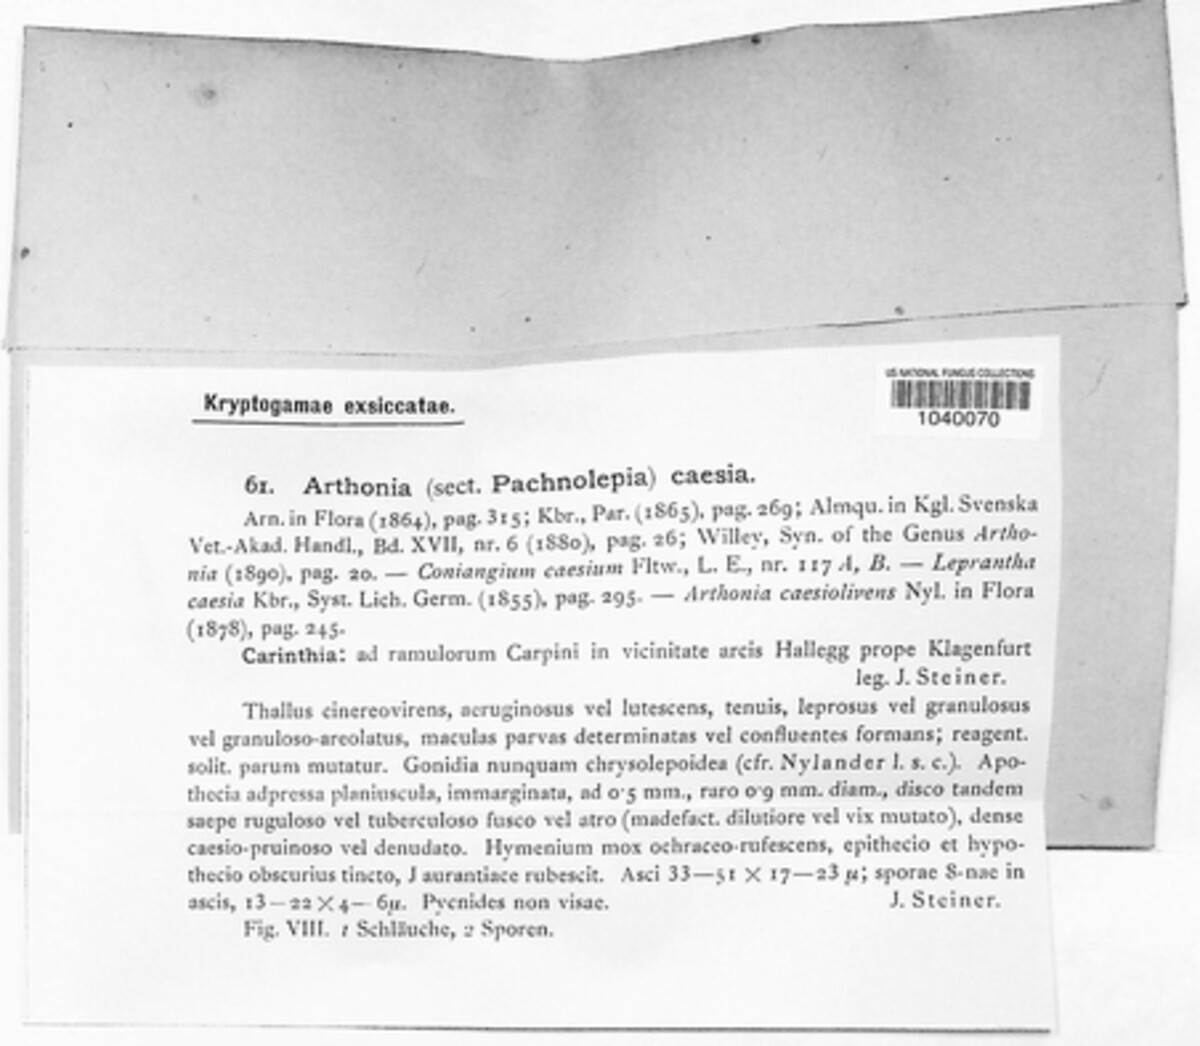 US NATIONAL FUNGUS COLLECTIONS
1040070
Kryptogamae exsiccatae.
61. Arthonia (sect. Pachnolepia) caesia.
Arn. in Flora (1864), pag. 315; Kbr., Par. (1865), pag. 269; Almqu. in Kgl. Svenska
Vet.-Akad. Handl., Bd. XVII, nr. 6 (1880), pag. 26; Willey, Syn. of the Genus Artho-
nia (1890), pag. 20. — Coniangium caesium Fltw., L. E., nr. 117 A, B. — Leprantha
caesia Kbr., Syst. Lich. Germ. (1855), pag. 295. — Arthonia caesiolivens Nyl. in Flora
(1878), pag. 245.
Carinthia: ad ramulorum Carpini in vicinitate arcis Hallegg prope Klagenfurt
leg. J. Steiner.
Thallus cinereovirens, aeruginosus vel lutescens, tenuis, leprosus vel granulosus
vel granuloso-areolatus, maculas parvas determinatas vel confluentes formans; reagent.
solit. parum mutatur. Gonidia nunquam chrysolepoidea (cfr. Nylander l. s. c.). Apo-
thecia adpressa planiuscula, immarginata, ad 0·5 mm., raro 0·9 mm. diam., disco tandem
saepe ruguloso vel tuberculoso fusco vel atro (madefact. dilutiore vel vix mutato), dense
caesio-pruinoso vel denudato. Hymenium mox ochraceo-rufescens, epithecio et hypo-
thecio obscurius tincto, J aurantiace rubescit. Asci 33—51 × 17—23 µ; sporae 8-nae in
ascis, 13—22 × 4—6µ. Pycnides non visae. J. Steiner.
Fig. VIII. 1 Schläuche, 2 Sporen.